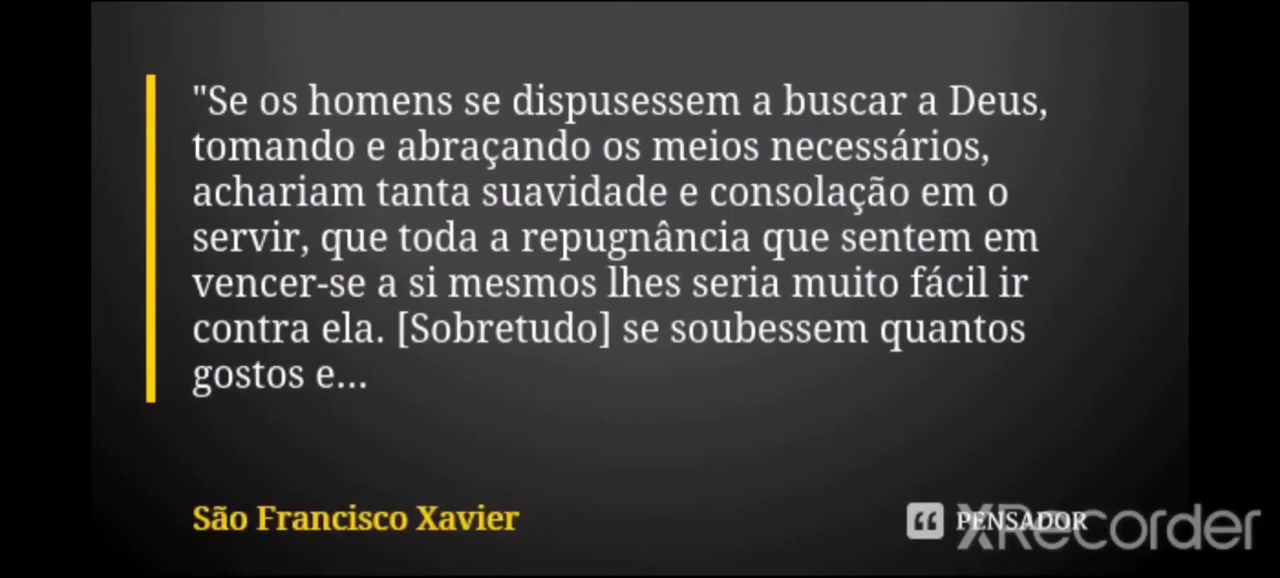 "Se os homens se dispusessem a buscar a Deus,
tomando e abraçando os meios necessários,
achariam tanta suavidade e consolação em o
servir, que toda a repugnância que sentem em
vencer-se a si mesmos lhes seria muito fácil ir
contra ela. [Sobretudo] se soubessem quantos
gostos e...
São Francisco Xavier
PENSADOR
XRecorder